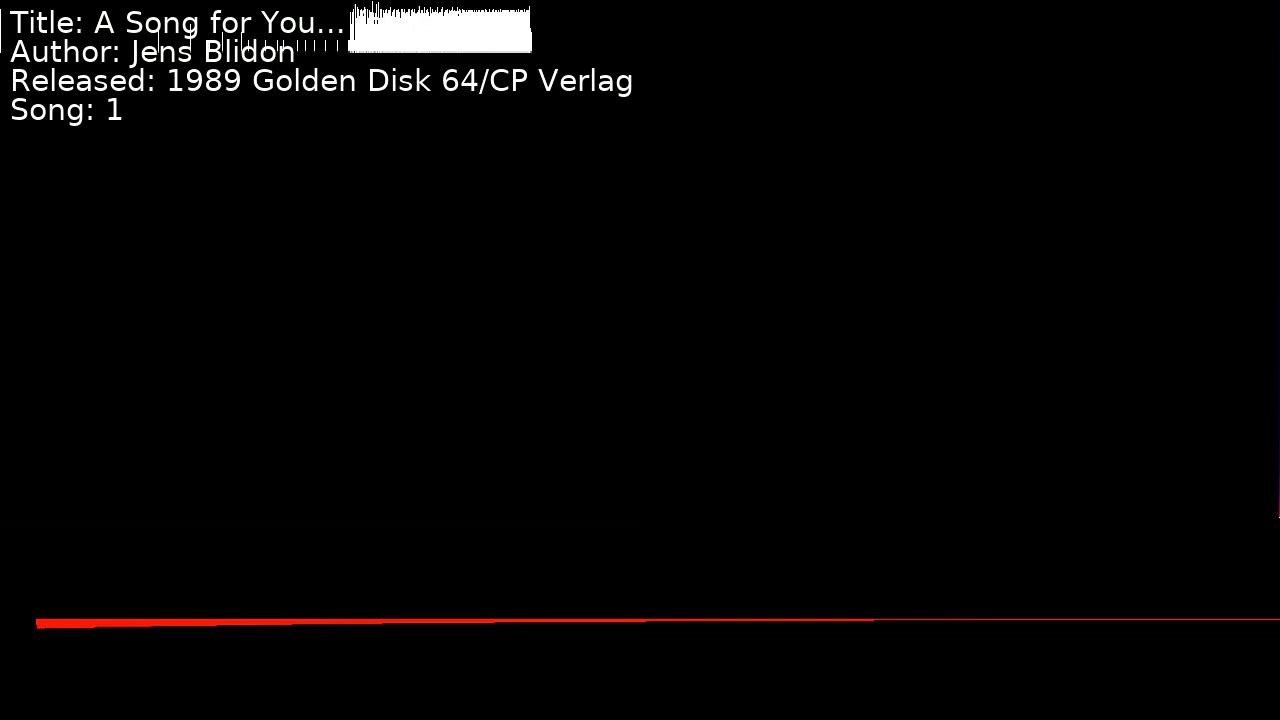 Title: A Song for You...
Author: Jens Blidon
Released: 1989 Golden Disk 64/CP Verlag
Song: 1